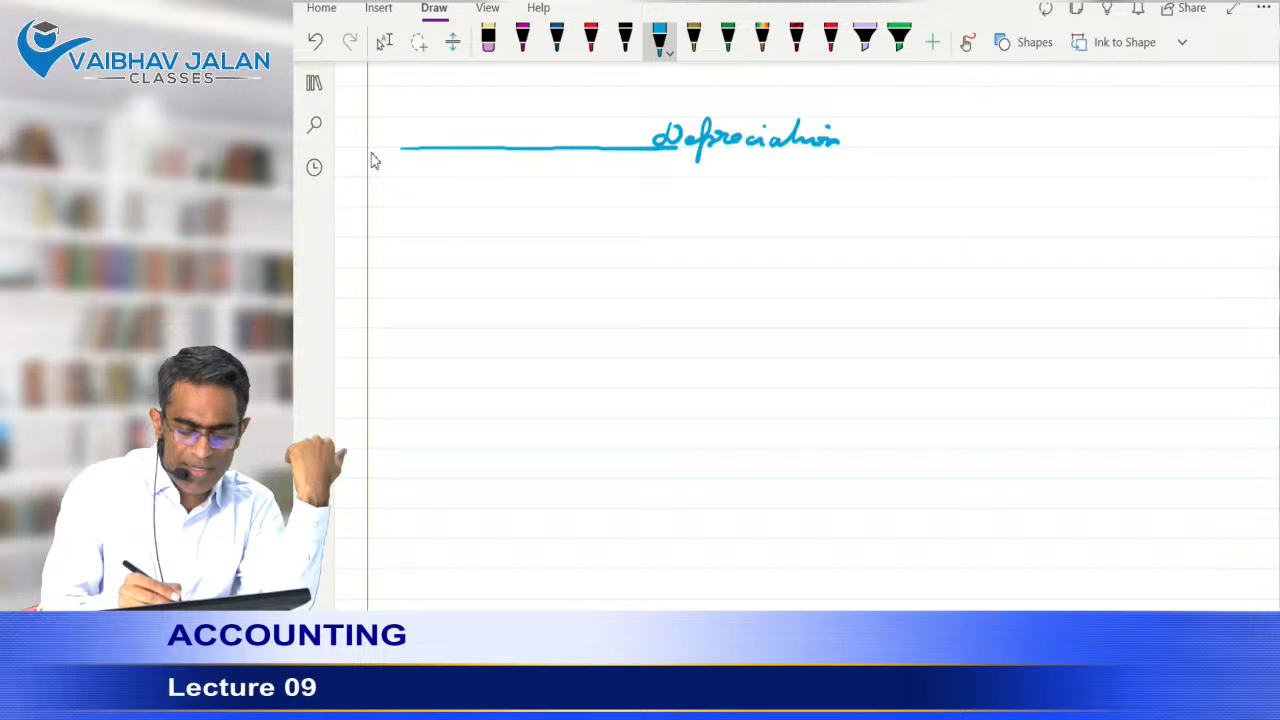 Home Insert Draw View Help Share
VAIBHAV JALAN
CLASSES
Shapes Ink to Shape
Depreciation
ACCOUNTING
Lecture 09